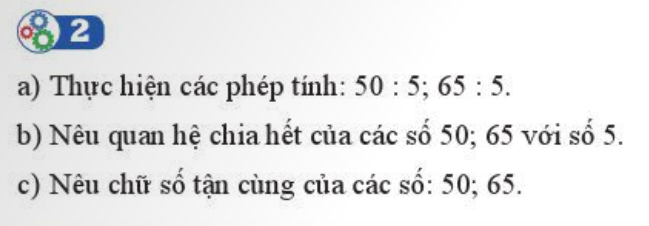 2
a) Thực hiện các phép tính: 50 : 5; 65 : 5.
b) Nêu quan hệ chia hết của các số 50; 65 với số 5.
c) Nêu chữ số tận cùng của các số: 50; 65.